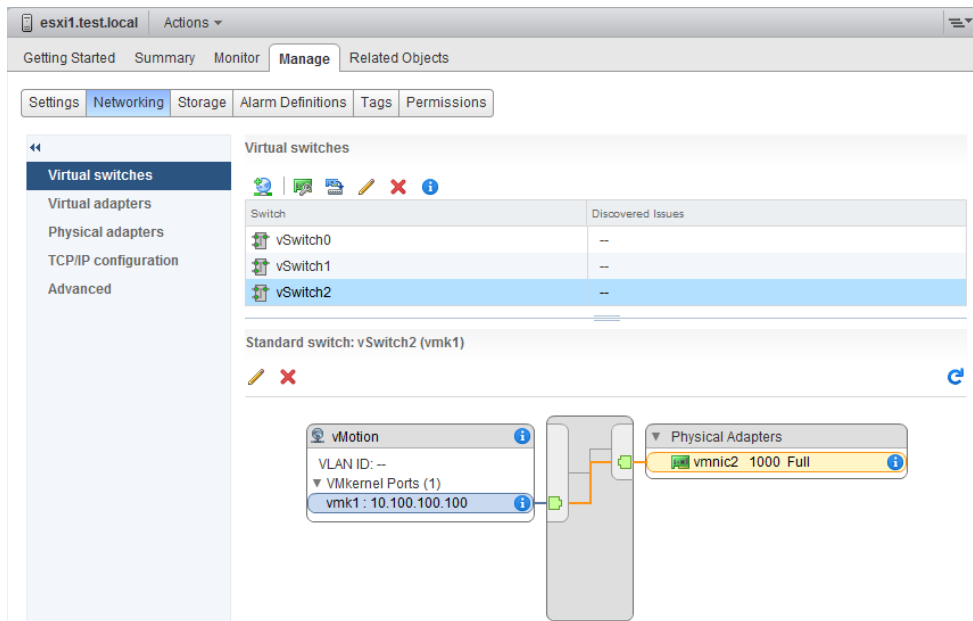 esxi1.test.local Actions
Getting Started Summary Monitor Manage Related Objects
Settings Networking Storage Alarm Definitions Tags Permissions
Virtual switches
Virtual adapters
Physical adapters
TCP/IP configuration
Advanced
Virtual switches
Switch Discovered Issues
vSwitch0 --
vSwitch1 --
vSwitch2 --
Standard switch: vSwitch2 (vmk1)
vMotion
VLAN ID: --
VMkernel Ports (1)
vmk1 : 10.100.100.100
Physical Adapters
vmnic2 1000 Full